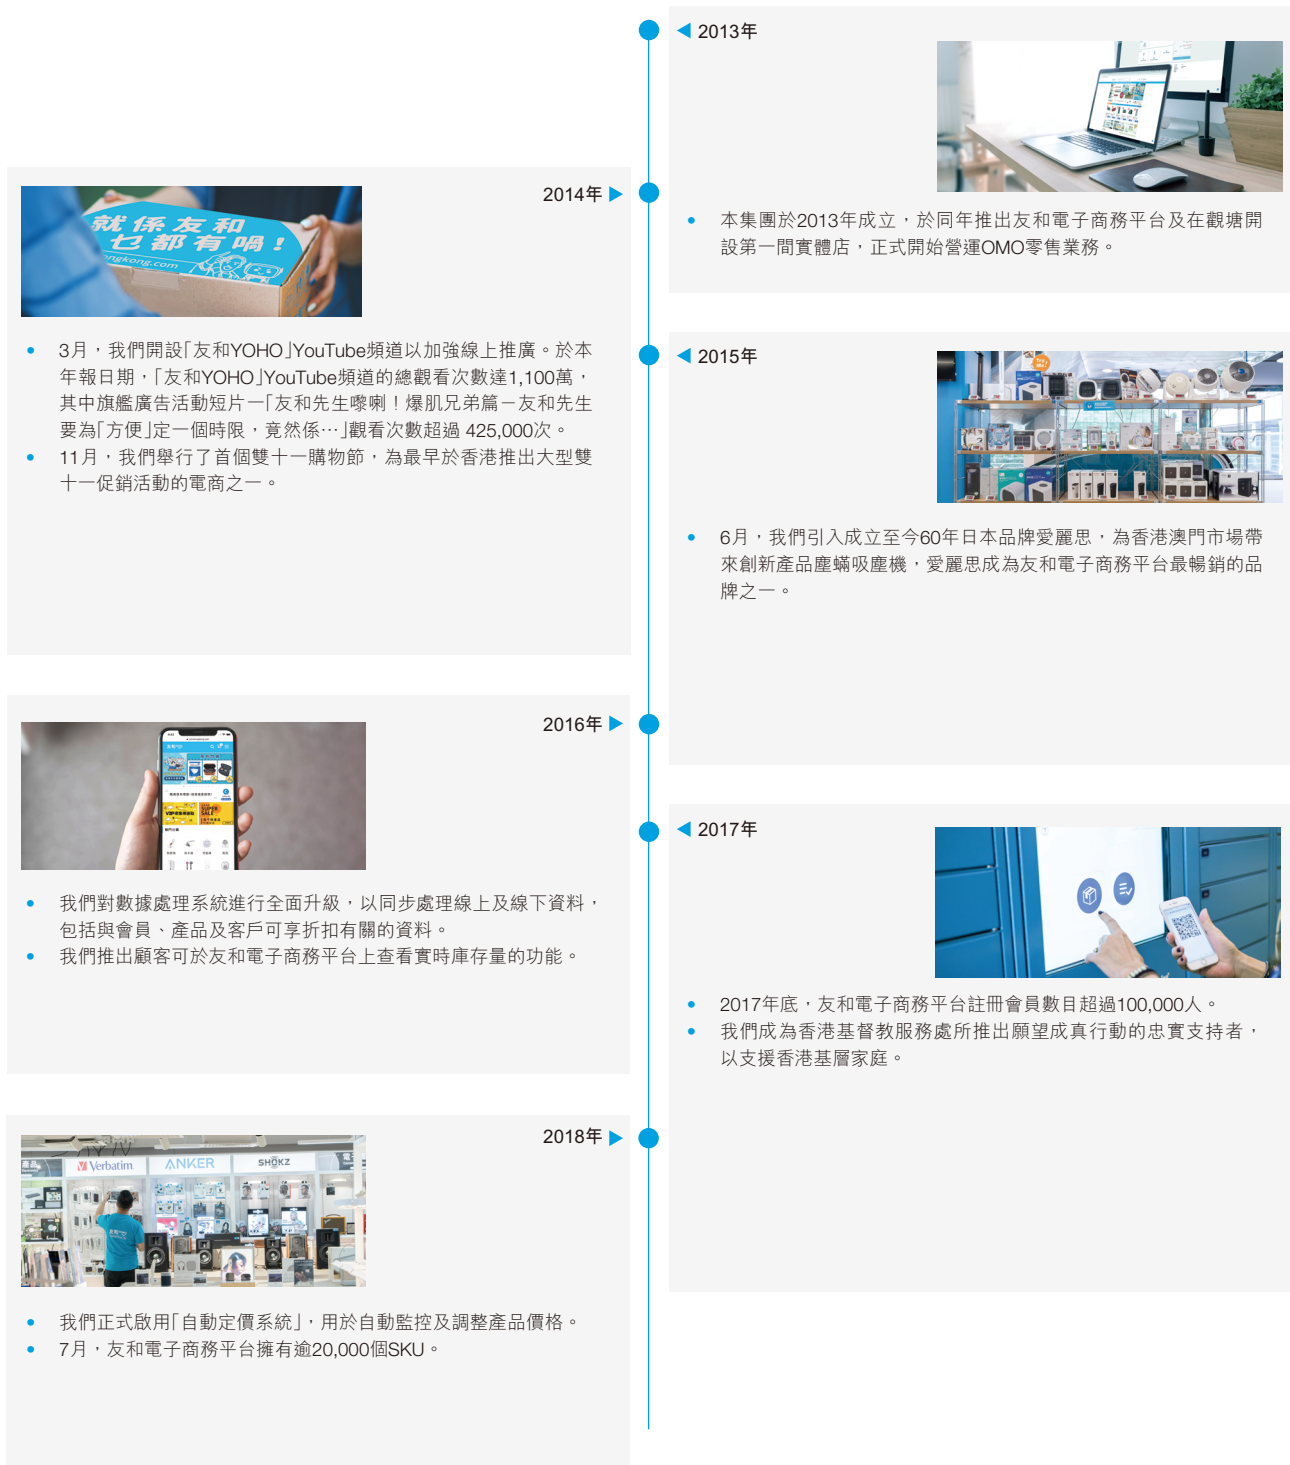 2013年
本集團於2013年成立，於同年推出友和電子商務平台及在觀塘開
設第一間實體店，正式開始營運OMO零售業務。
2014年
就係友和
乜都有喎！
ongkong.com
3月，我們開設「友和YOHO」YouTube頻道以加強線上推廣。於本
年報日期，「友和YOHO」YouTube頻道的總觀看次數達1,100萬，
其中旗艦廣告活動短片—「友和先生嚟喇！爆肌兄弟篇－友和先生
要為「方便」定一個時限，竟然係…」觀看次數超過 425,000次。
11月，我們舉行了首個雙十一購物節，為最早於香港推出大型雙
十一促銷活動的電商之一。
2015年
6月，我們引入成立至今60年日本品牌愛麗思，為香港澳門市場帶
來創新產品塵蟎吸塵機，愛麗思成為友和電子商務平台最暢銷的品
牌之一。
2016年
SUPER
SALE
我們對數據處理系統進行全面升級，以同步處理線上及線下資料，
包括與會員、產品及客戶可享折扣有關的資料。
我們推出顧客可於友和電子商務平台上查看實時庫存量的功能。
2017年
2017年底，友和電子商務平台註冊會員數目超過100,000人。
我們成為香港基督教服務處所推出願望成真行動的忠實支持者，
以支援香港基層家庭。
2018年
產品
Verbatim
ANKER
SHOKZ
電
我們正式啟用「自動定價系統」，用於自動監控及調整產品價格。
7月，友和電子商務平台擁有逾20,000個SKU。